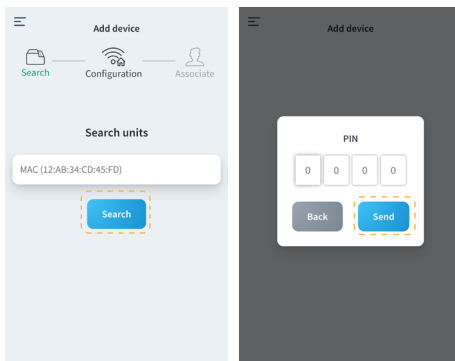 Add device
Search
Configuration
Associate
Search units
MAC (12:AB:34:CD:45:FD)
Search
Add device
PIN
0 0 0 0
Back
Send